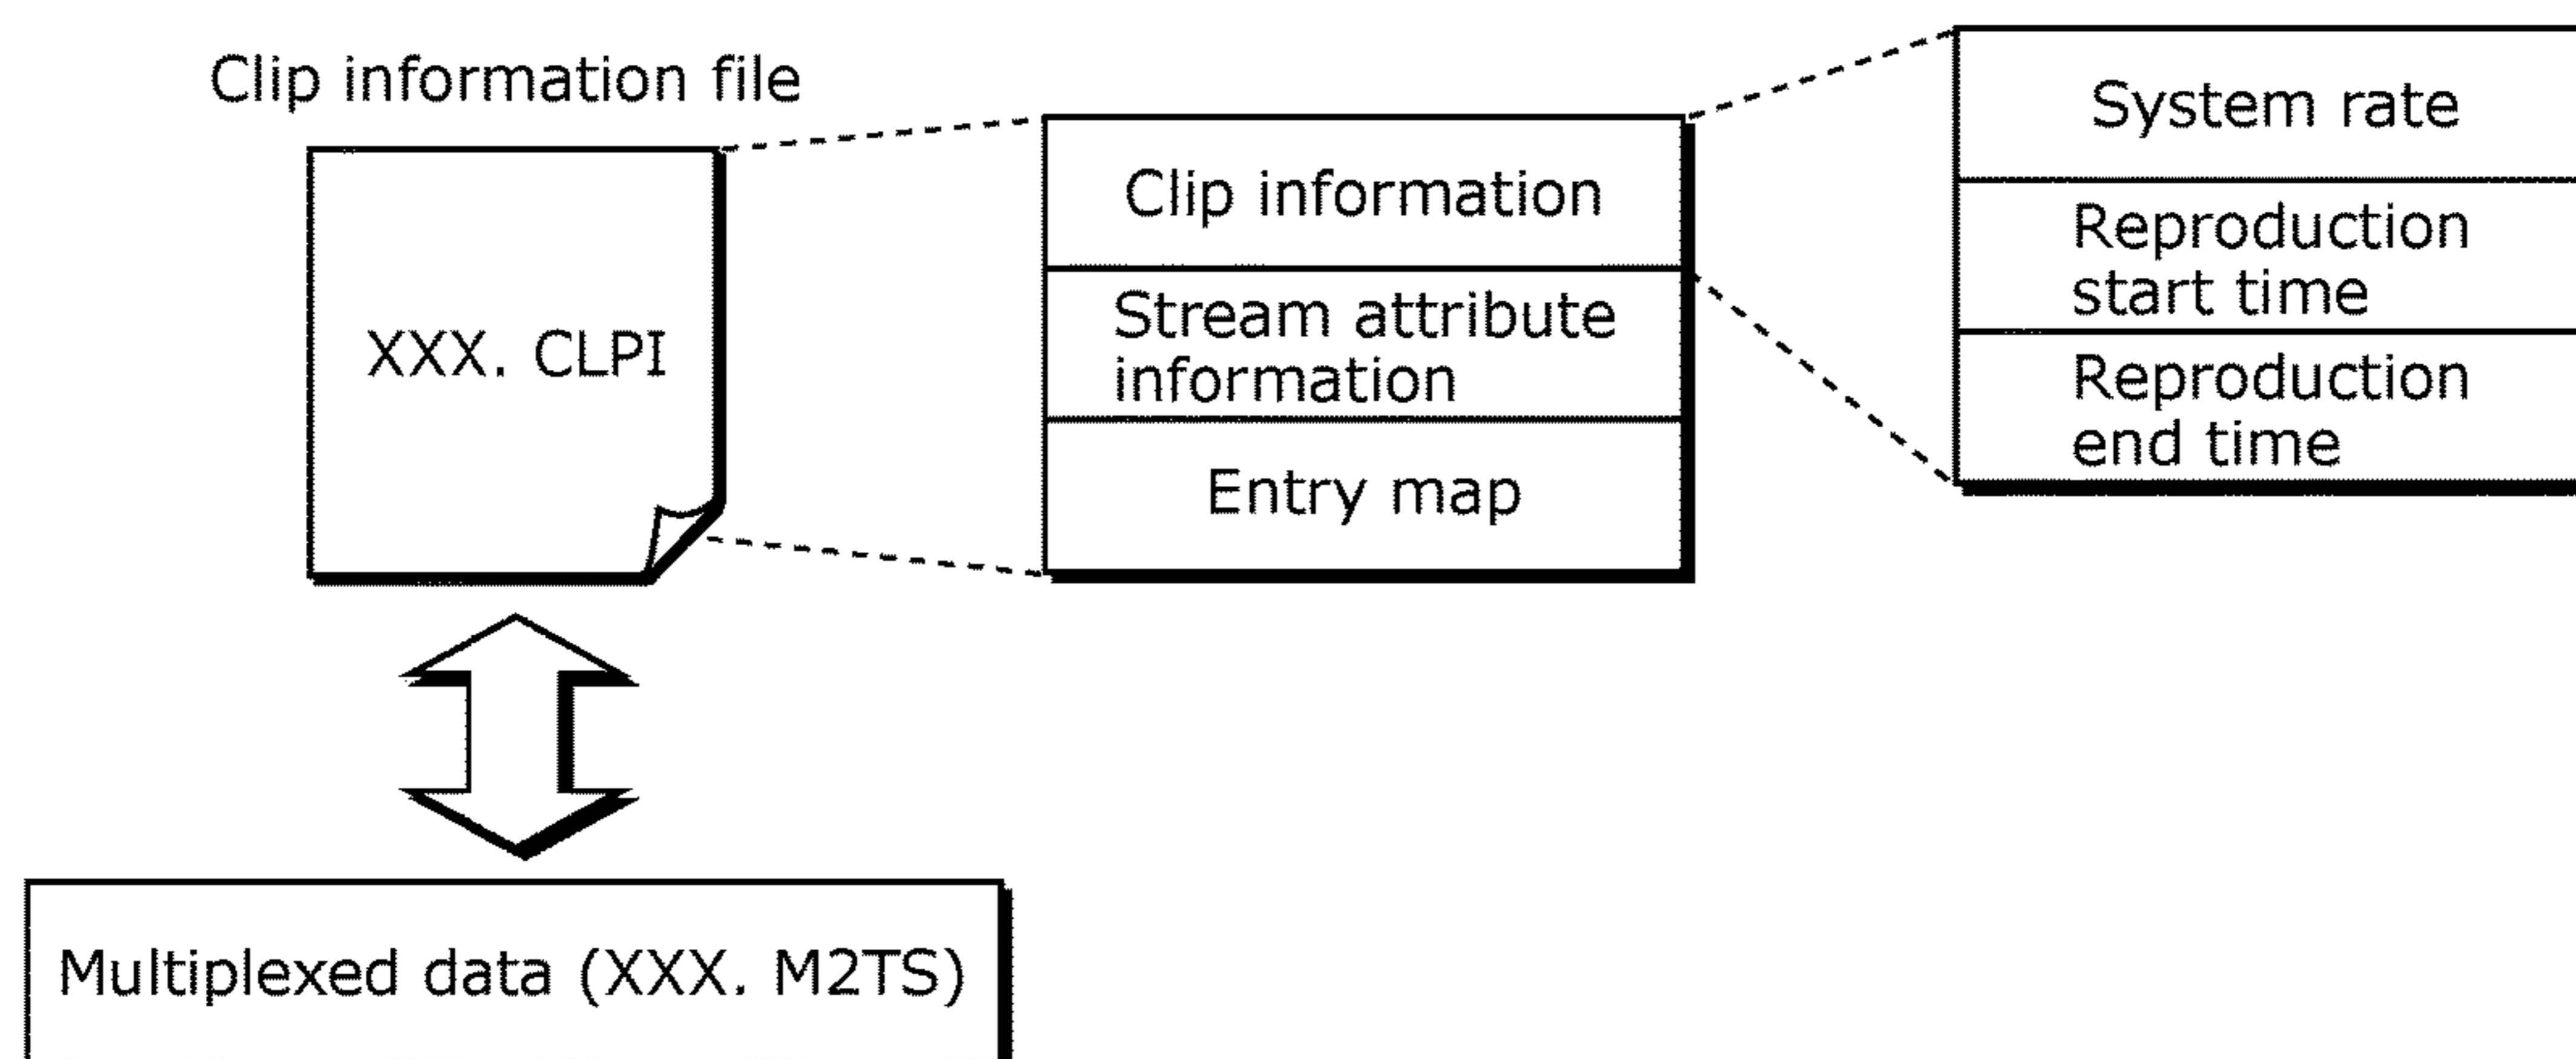 Clip information file
XXX. CLPI
Clip information
Stream attribute
information
Entry map
System rate
Reproduction
start time
Reproduction
end time
Multiplexed data (XXX. M2TS)